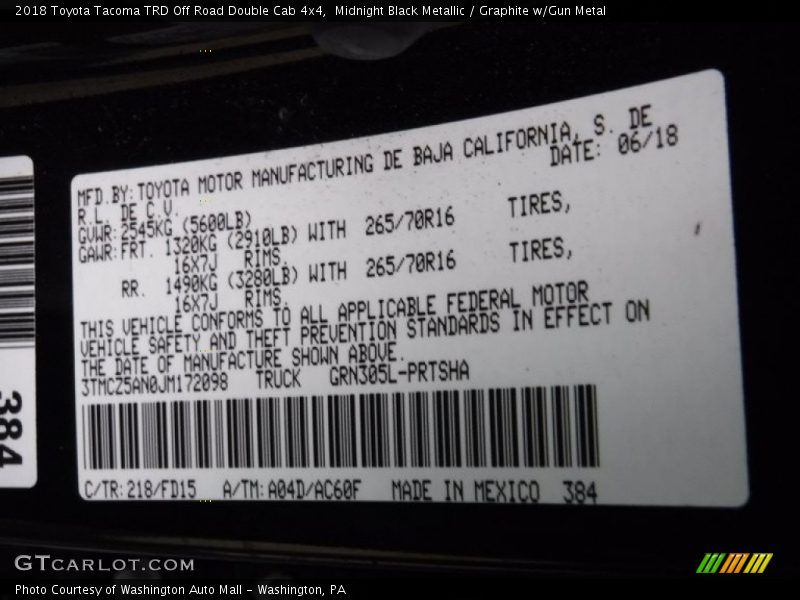 2018 Toyota Tacoma TRD Off Road Double Cab 4x4, Midnight Black Metallic / Graphite w/Gun Metal
MFD.BY:TOYOTA MOTOR MANUFACTURING DE BAJA CALIFORNIA, S. DE
R.L. DE C.V. DATE: 06/18
GVWR:2545KG (5600LB)
GAWR:FRT. 1320KG (2910LB) WITH 265/70R16 TIRES,
16X7J RIMS.
RR. 1490KG (3280LB) WITH 265/70R16 TIRES,
16X7J RIMS.
THIS VEHICLE CONFORMS TO ALL APPLICABLE FEDERAL MOTOR
VEHICLE SAFETY AND THEFT PREVENTION STANDARDS IN EFFECT ON
THE DATE OF MANUFACTURE SHOWN ABOVE.
3TMCZ5AN0JM172098 TRUCK GRN305L-PRTSHA
C/TR:218/FD15 A/TM:A04D/AC60F MADE IN MEXICO 384
384
GTCARLOT.COM
Photo Courtesy of Washington Auto Mall - Washington, PA